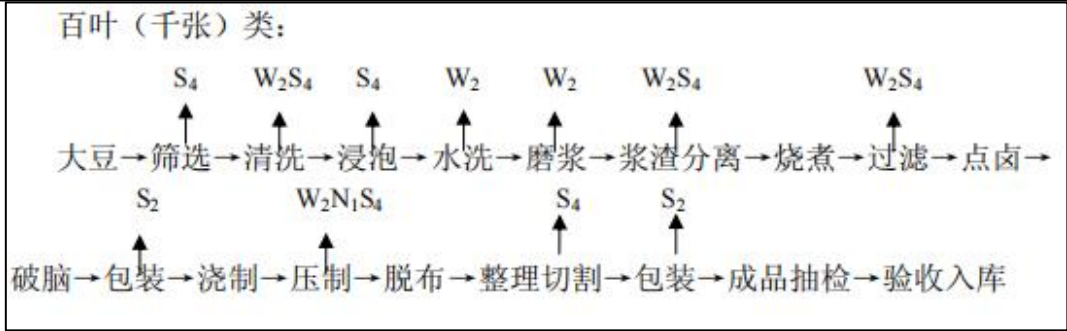 百叶（千张）类：
S₄ W₂S₄ S₄ W₂ W₂ W₂S₄ W₂S₄
大豆→筛选→清洗→浸泡→水洗→磨浆→浆渣分离→烧煮→过滤→点卤→
S₂ W₂N₁S₄ S₄ S₂
破脑→包装→浇制→压制→脱布→整理切割→包装→成品抽检→验收入库